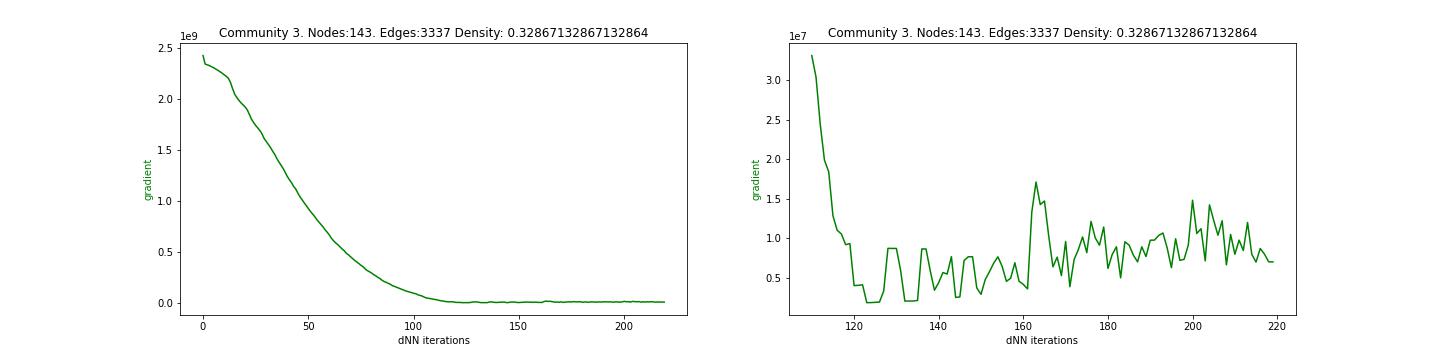 Community 3. Nodes:143. Edges:3337 Density: 0.32867132867132864
1e9
2.5
2.0
1.5
1.0
0.5
0.0
gradient
0 50 100 150 200
dNN iterations
Community 3. Nodes:143. Edges:3337 Density: 0.32867132867132864
1e7
3.0
2.5
2.0
1.5
1.0
0.5
gradient
120 140 160 180 200 220
dNN iterations